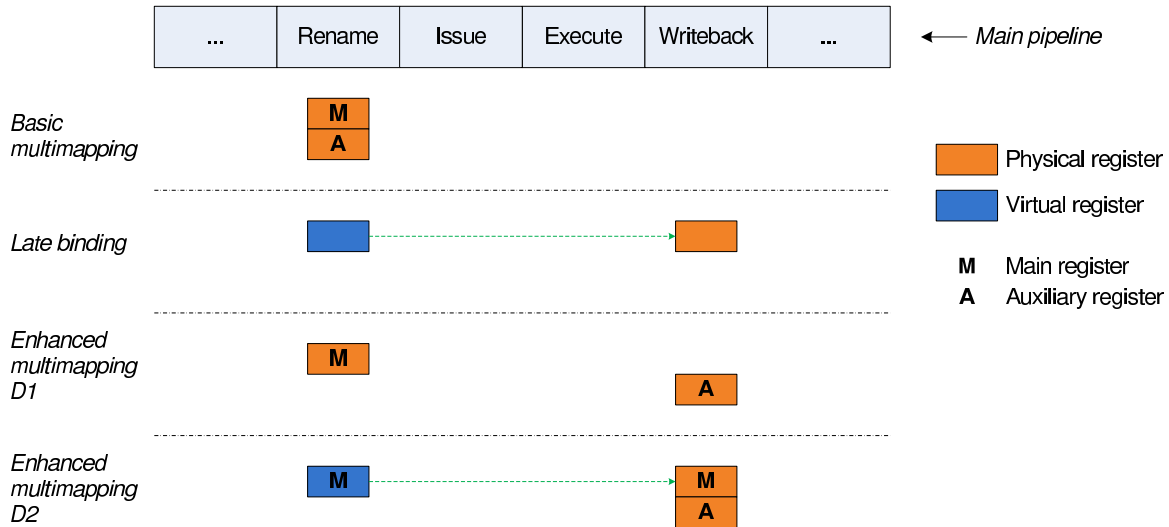 ... Rename Issue Execute Writeback ... Main pipeline
Basic
multimapping
M
A
Late binding
Enhanced
multimapping
D1
M
A
Enhanced
multimapping
D2
M
M
A
Physical register
Virtual register
M Main register
A Auxiliary register